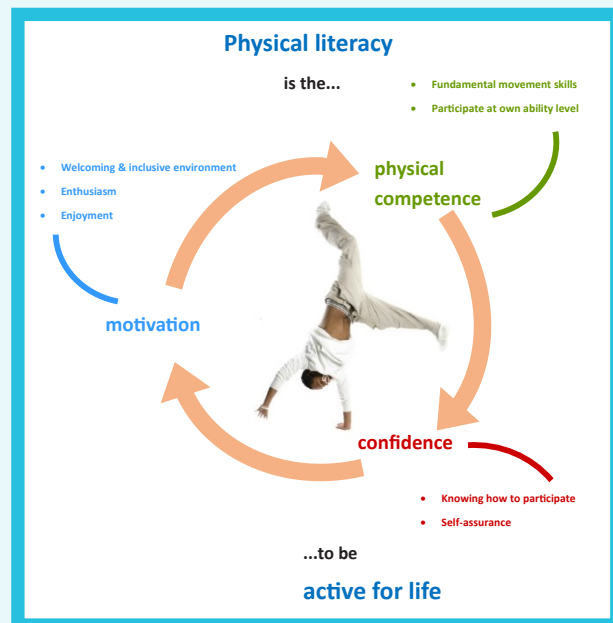 Physical literacy
is the...
• Fundamental movement skills
• Participate at own ability level
physical
competence
• Welcoming & inclusive environment
• Enthusiasm
• Enjoyment
motivation
confidence
• Knowing how to participate
• Self-assurance
...to be
active for life